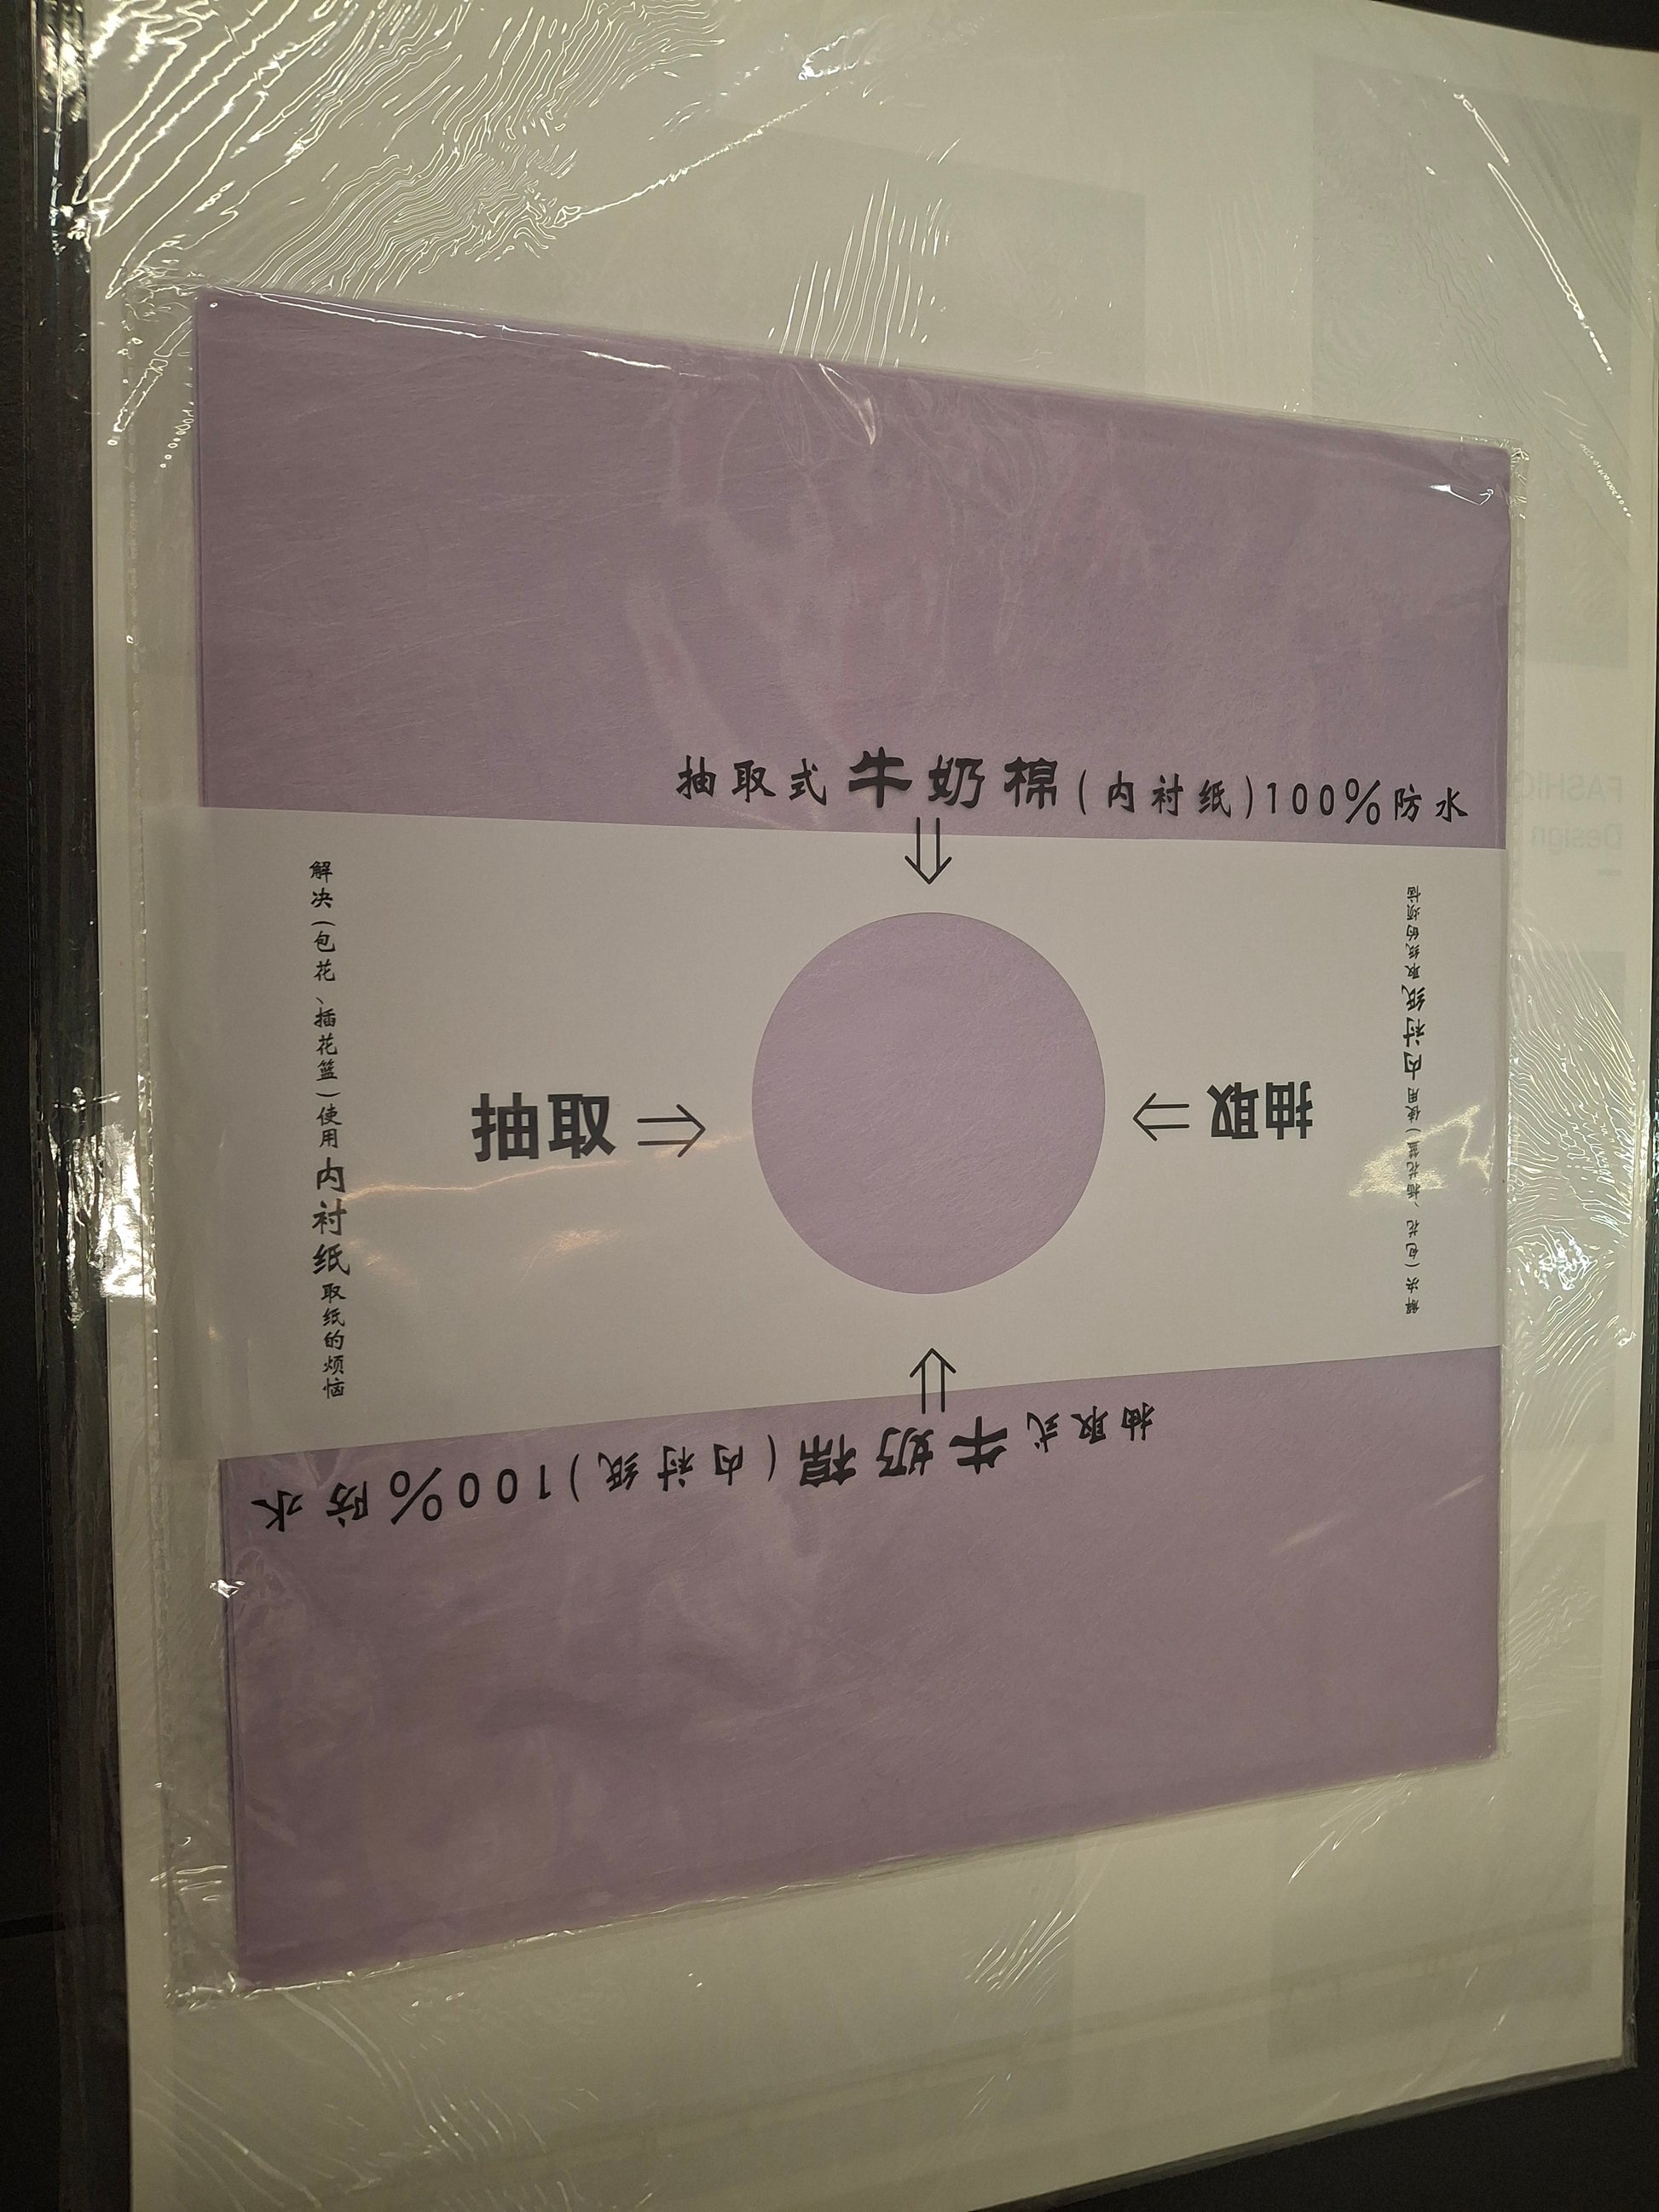 抽取式牛奶棉(内衬纸)100%防水
解决(包花、插花篮)使用内衬纸取纸的烦恼
抽取
抽取
解决(包花、插花篮)使用内衬纸取纸的烦恼
抽取式牛奶棉(内衬纸)100%防水
FASHIO
Design